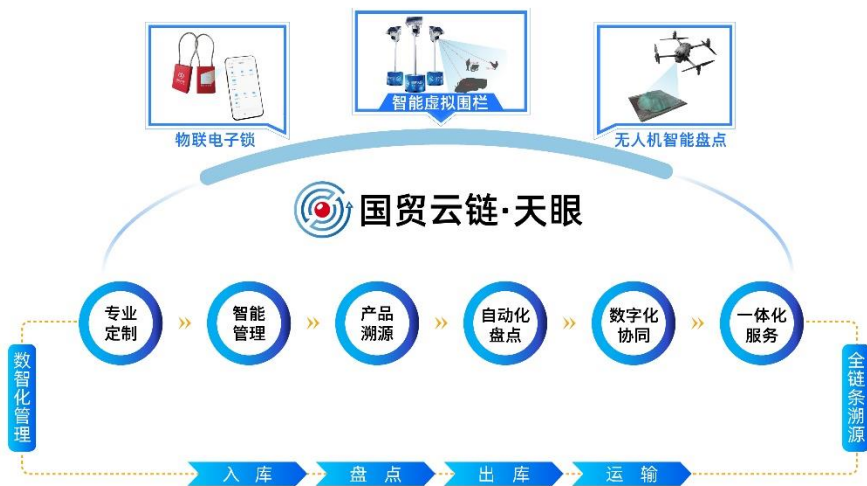 智能虚拟围栏
物联电子锁
无人机智能盘点
国贸云链·天眼
专业
定制
智能
管理
产品
溯源
自动化
盘点
数字化
协同
一体化
服务
数智化管理
全链条溯源
入库
盘点
出库
运输